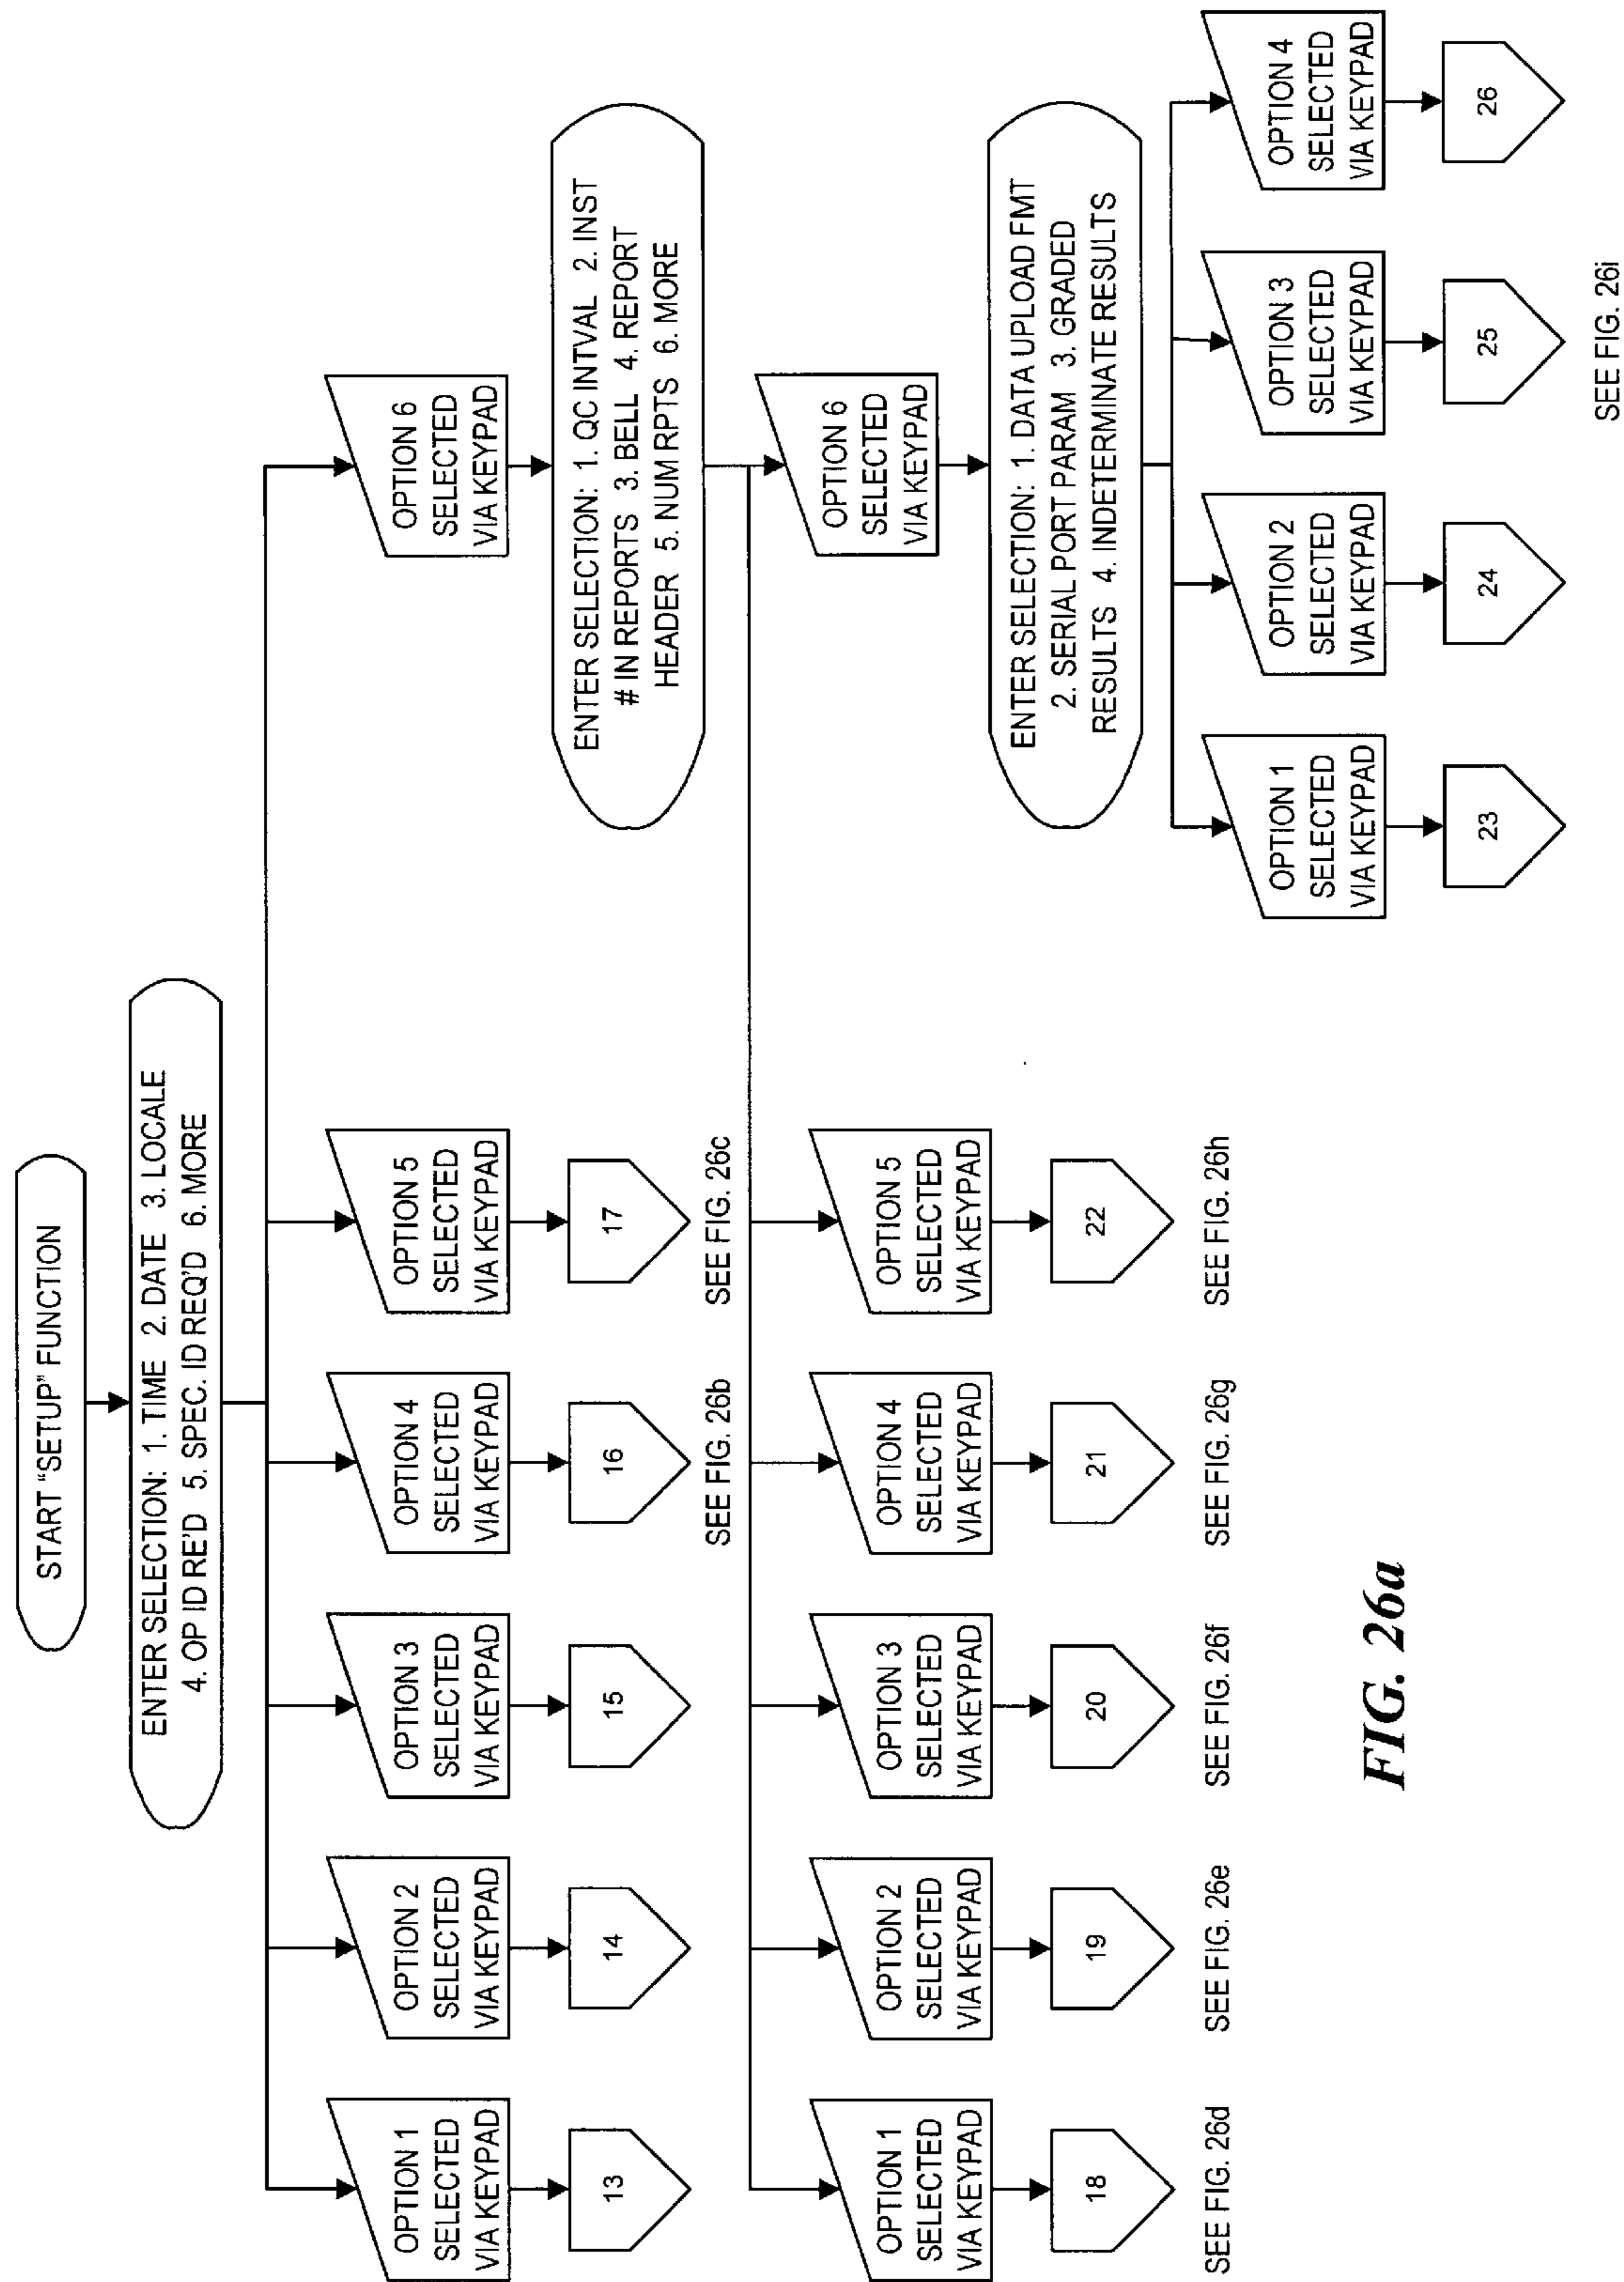 START “SETUP” FUNCTION
ENTER SELECTION: 1. TIME 2. DATE 3. LOCALE
4. OP ID RE'D 5. SPEC. ID REQ'D 6. MORE
OPTION 1
SELECTED
VIA KEYPAD
13
OPTION 2
SELECTED
VIA KEYPAD
14
OPTION 3
SELECTED
VIA KEYPAD
15
OPTION 4
SELECTED
VIA KEYPAD
16
SEE FIG. 26b
OPTION 5
SELECTED
VIA KEYPAD
17
SEE FIG. 26c
OPTION 6
SELECTED
VIA KEYPAD
ENTER SELECTION: 1. QC INTVAL 2. INST
# IN REPORTS 3. BELL 4. REPORT
HEADER 5. NUM RPTS 6. MORE
OPTION 1
SELECTED
VIA KEYPAD
18
SEE FIG. 26d
OPTION 2
SELECTED
VIA KEYPAD
19
SEE FIG. 26e
OPTION 3
SELECTED
VIA KEYPAD
20
SEE FIG. 26f
OPTION 4
SELECTED
VIA KEYPAD
21
SEE FIG. 26g
OPTION 5
SELECTED
VIA KEYPAD
22
SEE FIG. 26h
OPTION 6
SELECTED
VIA KEYPAD
ENTER SELECTION: 1. DATA UPLOAD FMT
2. SERIAL PORT PARAM 3. GRADED
RESULTS 4. INDETERMINATE RESULTS
OPTION 1
SELECTED
VIA KEYPAD
23
OPTION 2
SELECTED
VIA KEYPAD
24
OPTION 3
SELECTED
VIA KEYPAD
25
SEE FIG. 26i
OPTION 4
SELECTED
VIA KEYPAD
26
FIG. 26a